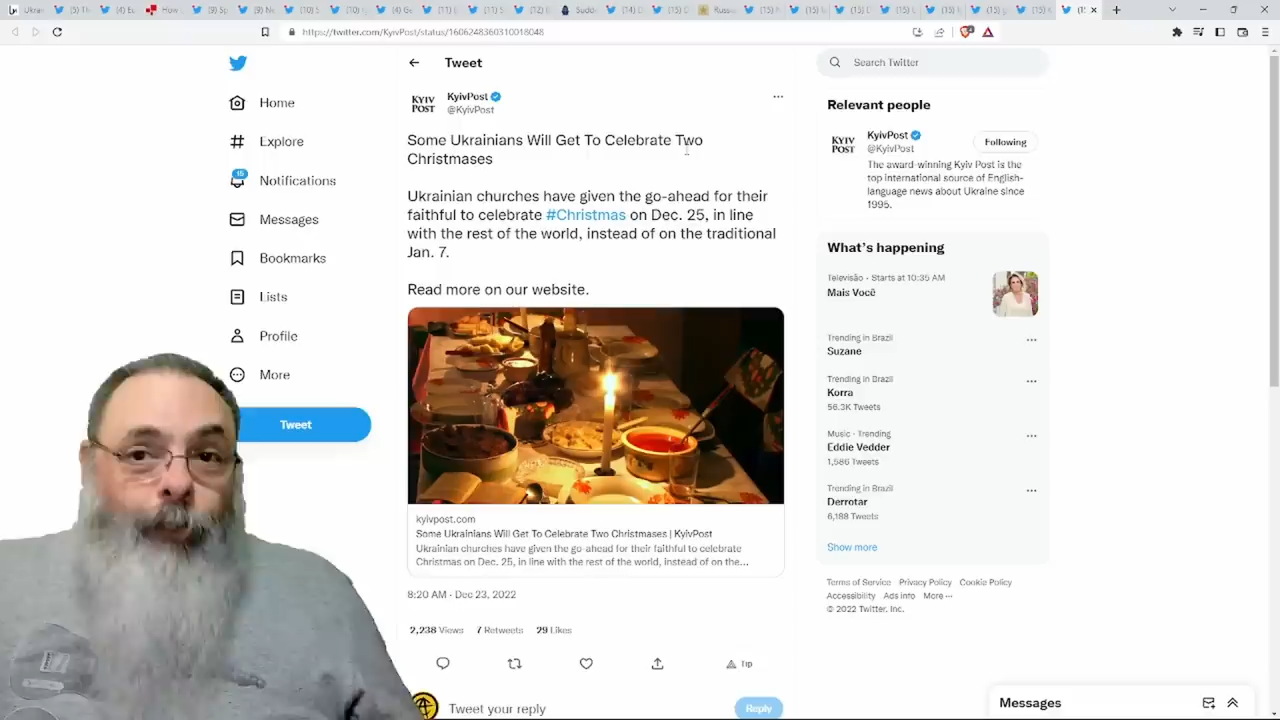 https://twitter.com/KyivPost/status/1606248360310018048
Home
Explore
15
Notifications
Messages
Bookmarks
Lists
Profile
More
Tweet
Tweet
KYIV POST
KyivPost
@KyivPost
Some Ukrainians Will Get To Celebrate Two
Christmases
Ukrainian churches have given the go-ahead for their
faithful to celebrate #Christmas on Dec. 25, in line
with the rest of the world, instead of on the traditional
Jan. 7.
Read more on our website.
kyivpost.com
Some Ukrainians Will Get To Celebrate Two Christmases | KyivPost
Ukrainian churches have given the go-ahead for their faithful to celebrate
Christmas on Dec. 25, in line with the rest of the world, instead of on the...
8:20 AM · Dec 23, 2022
2,238 Views 7 Retweets 29 Likes
Tip
Tweet your reply
Reply
Search Twitter
Relevant people
KYIV POST
KyivPost
@KyivPost
Following
The award-winning Kyiv Post is the
top international source of English-
language news about Ukraine since
1995.
What's happening
Televisão · Starts at 10:35 AM
Mais Você
Trending in Brazil
Suzane
Trending in Brazil
Korra
56.3K Tweets
Music · Trending
Eddie Vedder
1,586 Tweets
Trending in Brazil
Derrotar
6,188 Tweets
Show more
Terms of Service Privacy Policy Cookie Policy
Accessibility Ads info More ···
© 2022 Twitter, Inc.
Messages